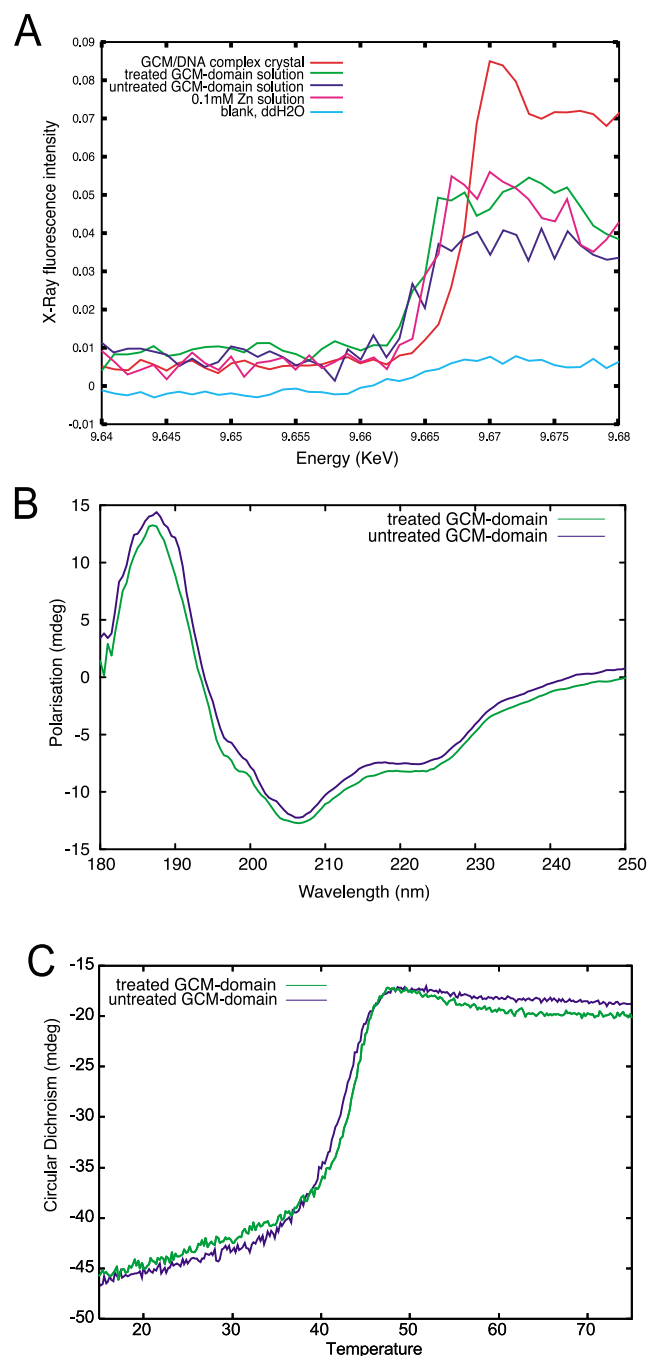 A
0.09
0.08
0.07
0.06
0.05
0.04
0.03
0.02
0.01
0
-0.01
X-Ray fluorescence intensity
GCM/DNA complex crystal
treated GCM-domain solution
untreated GCM-domain solution
0.1mM Zn solution
blank, ddH2O
9.64 9.645 9.65 9.655 9.66 9.665 9.67 9.675 9.68
Energy (KeV)
B
15
10
5
0
-5
-10
-15
Polarisation (mdeg)
treated GCM-domain
untreated GCM-domain
180 190 200 210 220 230 240 250
Wavelength (nm)
C
-15
-20
-25
-30
-35
-40
-45
-50
Circular Dichroism (mdeg)
treated GCM-domain
untreated GCM-domain
20 30 40 50 60 70
Temperature